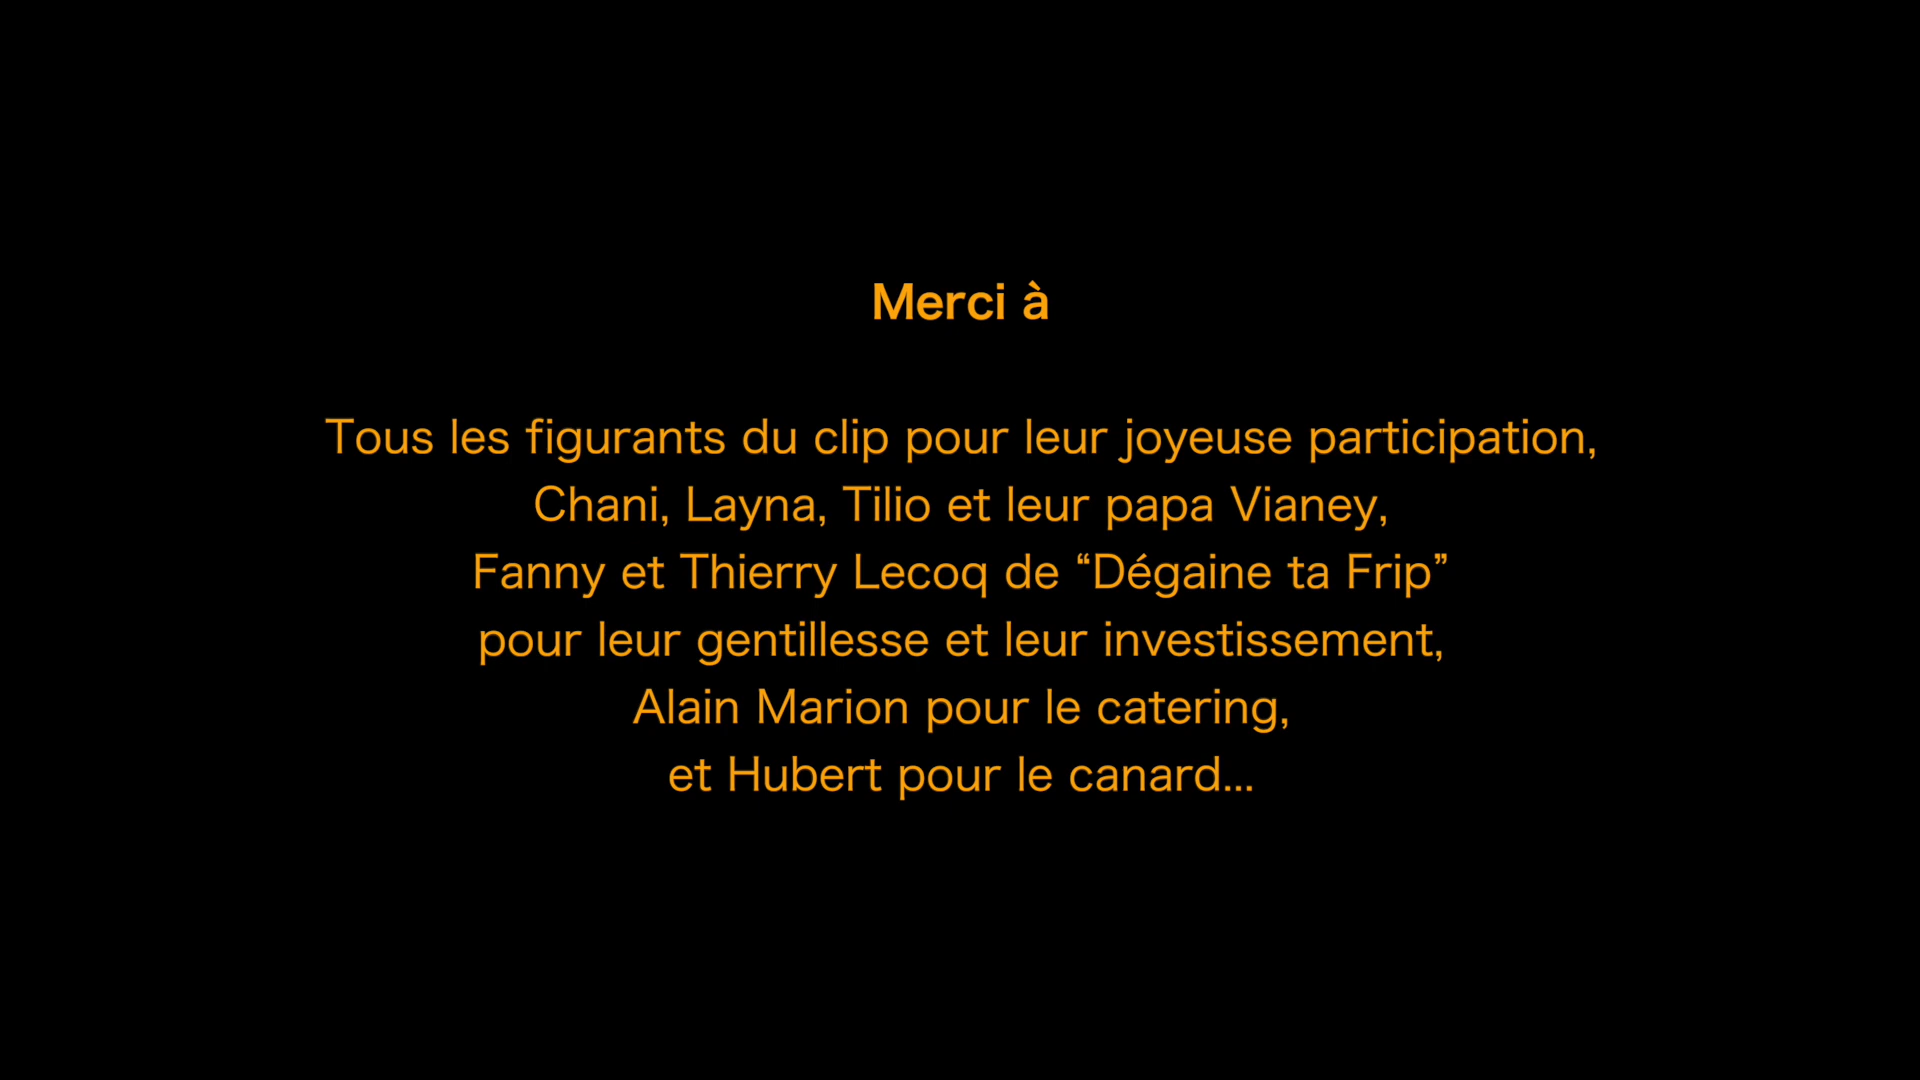 Merci à
Tous les figurants du clip pour leur joyeuse participation,
Chani, Layna, Tilio et leur papa Vianey,
Fanny et Thierry Lecoq de “Dégaine ta Frip”
pour leur gentillesse et leur investissement,
Alain Marion pour le catering,
et Hubert pour le canard...